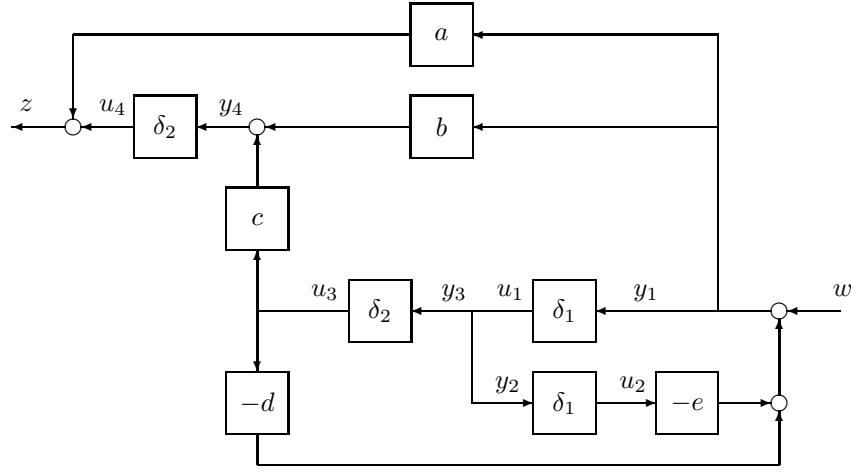 a
z u₄ δ₂ y₄ b
c
u₃ δ₂ y₃ u₁ δ₁ y₁ w
−d y₂ δ₁ u₂ −e